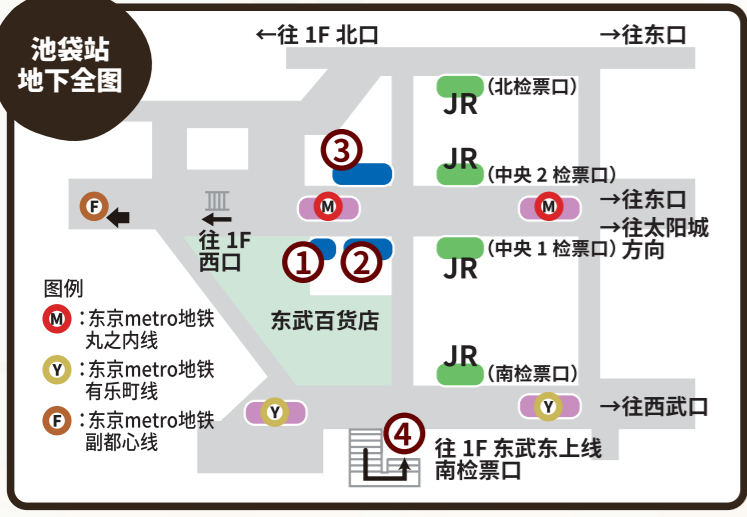 池袋站
地下全图
←往 1F 北口
→往东口
JR
(北检票口)
③
JR
(中央 2 检票口)
F
M
M
→往东口
→往太阳城
方向
往 1F
西口
①
②
(中央 1 检票口)
JR
图例
M：东京metro地铁
丸之内线
Y：东京metro地铁
有乐町线
F：东京metro地铁
副都心线
东武百货店
JR
(南检票口)
Y
Y
→往西武口
④
往 1F 东武东上线
南检票口